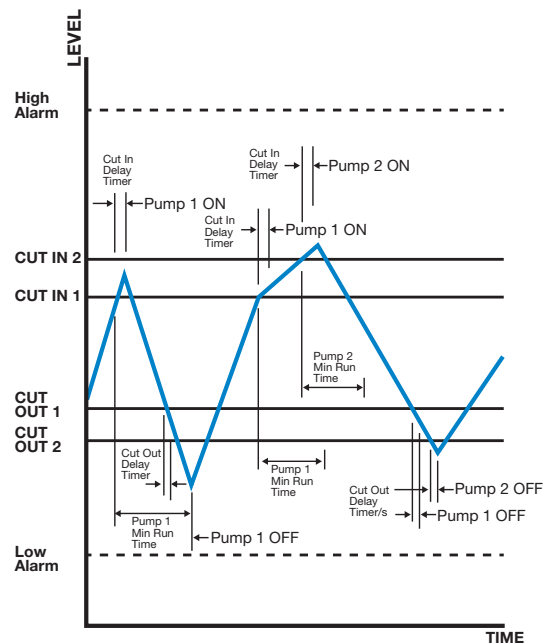 LEVEL
High
Alarm
Cut In
Delay
Timer
Pump 1 ON
Cut In
Delay
Timer
Pump 2 ON
Cut In
Delay
Timer
Pump 1 ON
CUT IN 2
CUT IN 1
Pump 2
Min Run
Time
CUT
OUT 1
CUT
OUT 2
Cut Out
Delay
Timer
Pump 1
Min Run
Time
Pump 1
Min Run
Time
Pump 1 OFF
Cut Out
Delay
Timer/s
Pump 2 OFF
Pump 1 OFF
Low
Alarm
TIME